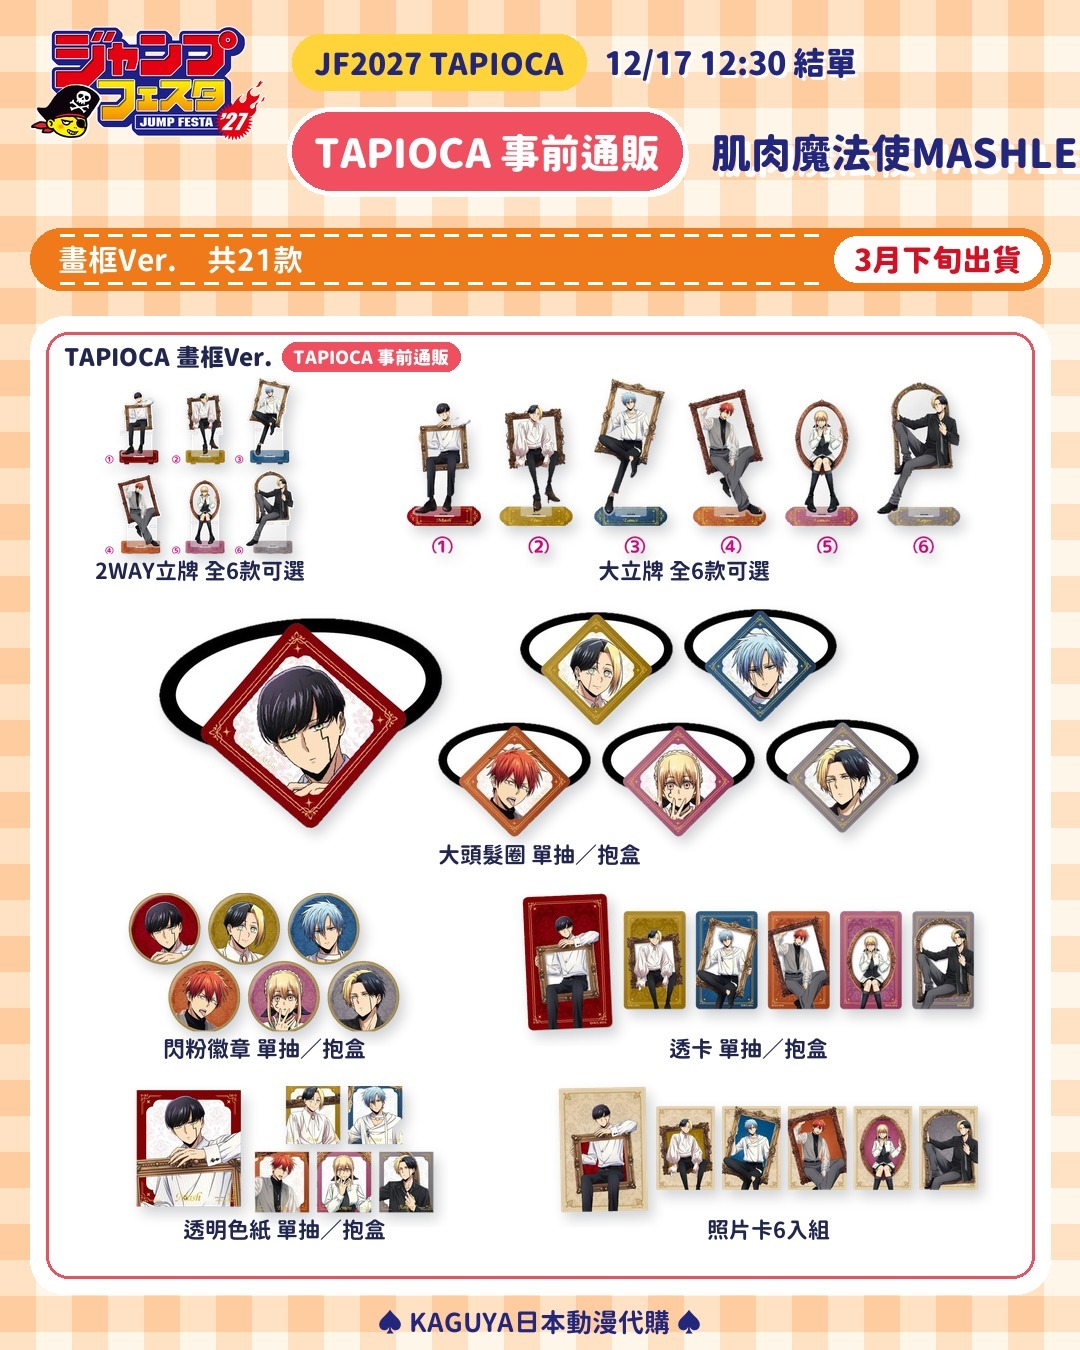 ジャンプ
フェスタ
JUMP FESTA '27
JF2027 TAPIOCA
12/17 12:30 結單
TAPIOCA 事前通販
肌肉魔法使MASHLE
畫框Ver. 共21款
3月下旬出貨
TAPIOCA 畫框Ver.
TAPIOCA 事前通販
① ② ③
④ ⑤ ⑥
2WAY立牌 全6款可選
Mash
① ② ③ ④ ⑤ ⑥
大立牌 全6款可選
大頭髮圈 單抽／抱盒
閃粉徽章 單抽／抱盒
透卡 單抽／抱盒
Mash
透明色紙 單抽／抱盒
照片卡6入組
♠ KAGUYA日本動漫代購 ♠